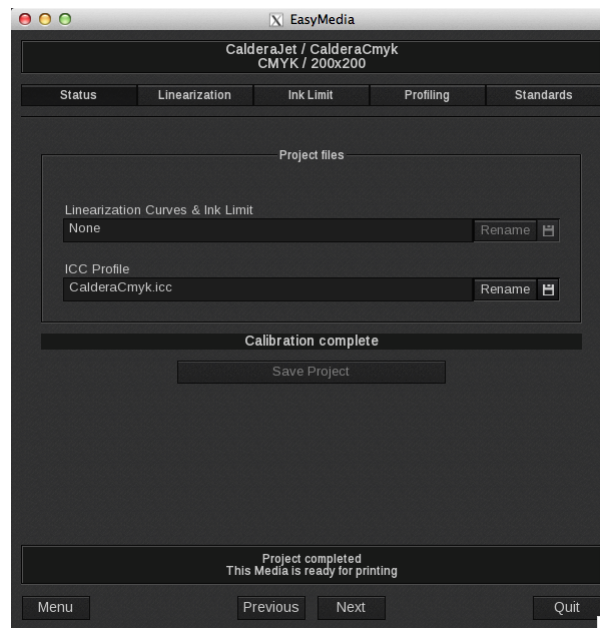 EasyMedia
CalderaJet / CalderaCmyk
CMYK / 200x200
Status Linearization Ink Limit Profiling Standards
Project files
Linearization Curves & Ink Limit
None Rename
ICC Profile
CalderaCmyk.icc Rename
Calibration complete
Save Project
Project completed
This Media is ready for printing
Menu Previous Next Quit